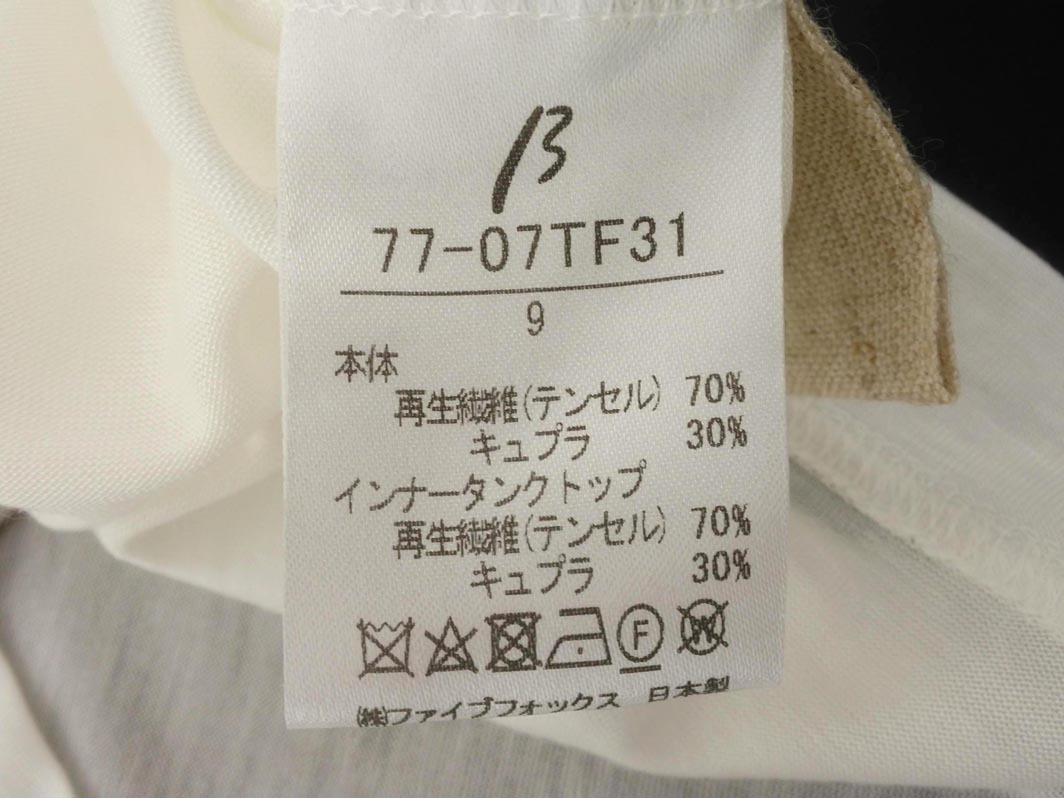 β
77-07TF31
9
本体
再生繊維(テンセル) 70%
キュプラ 30%
インナータンクトップ
再生繊維(テンセル) 70%
キュプラ 30%
F W
㈱ファイブフォックス 日本製